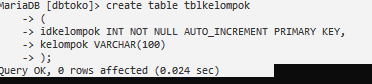 MariaDB [dbtoko]> create table tblkelompok
-> (
-> idkelompok INT NOT NULL AUTO_INCREMENT PRIMARY KEY,
-> kelompok VARCHAR(100)
-> );
Query OK, 0 rows affected (0.024 sec)